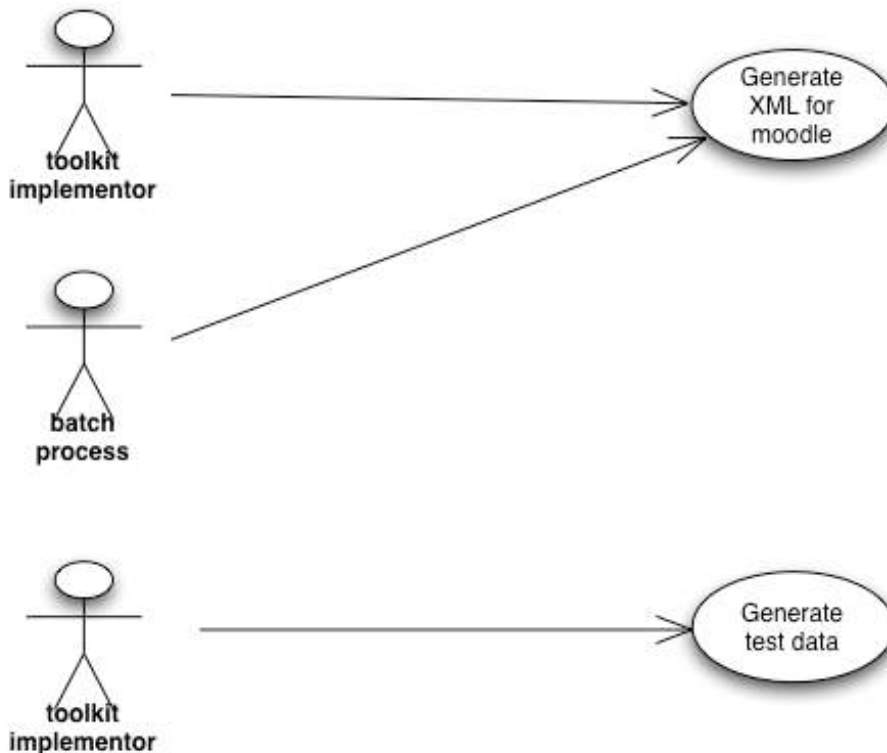 toolkit
implementor
Generate
XML for
moodle
batch
process
toolkit
implementor
Generate
test data